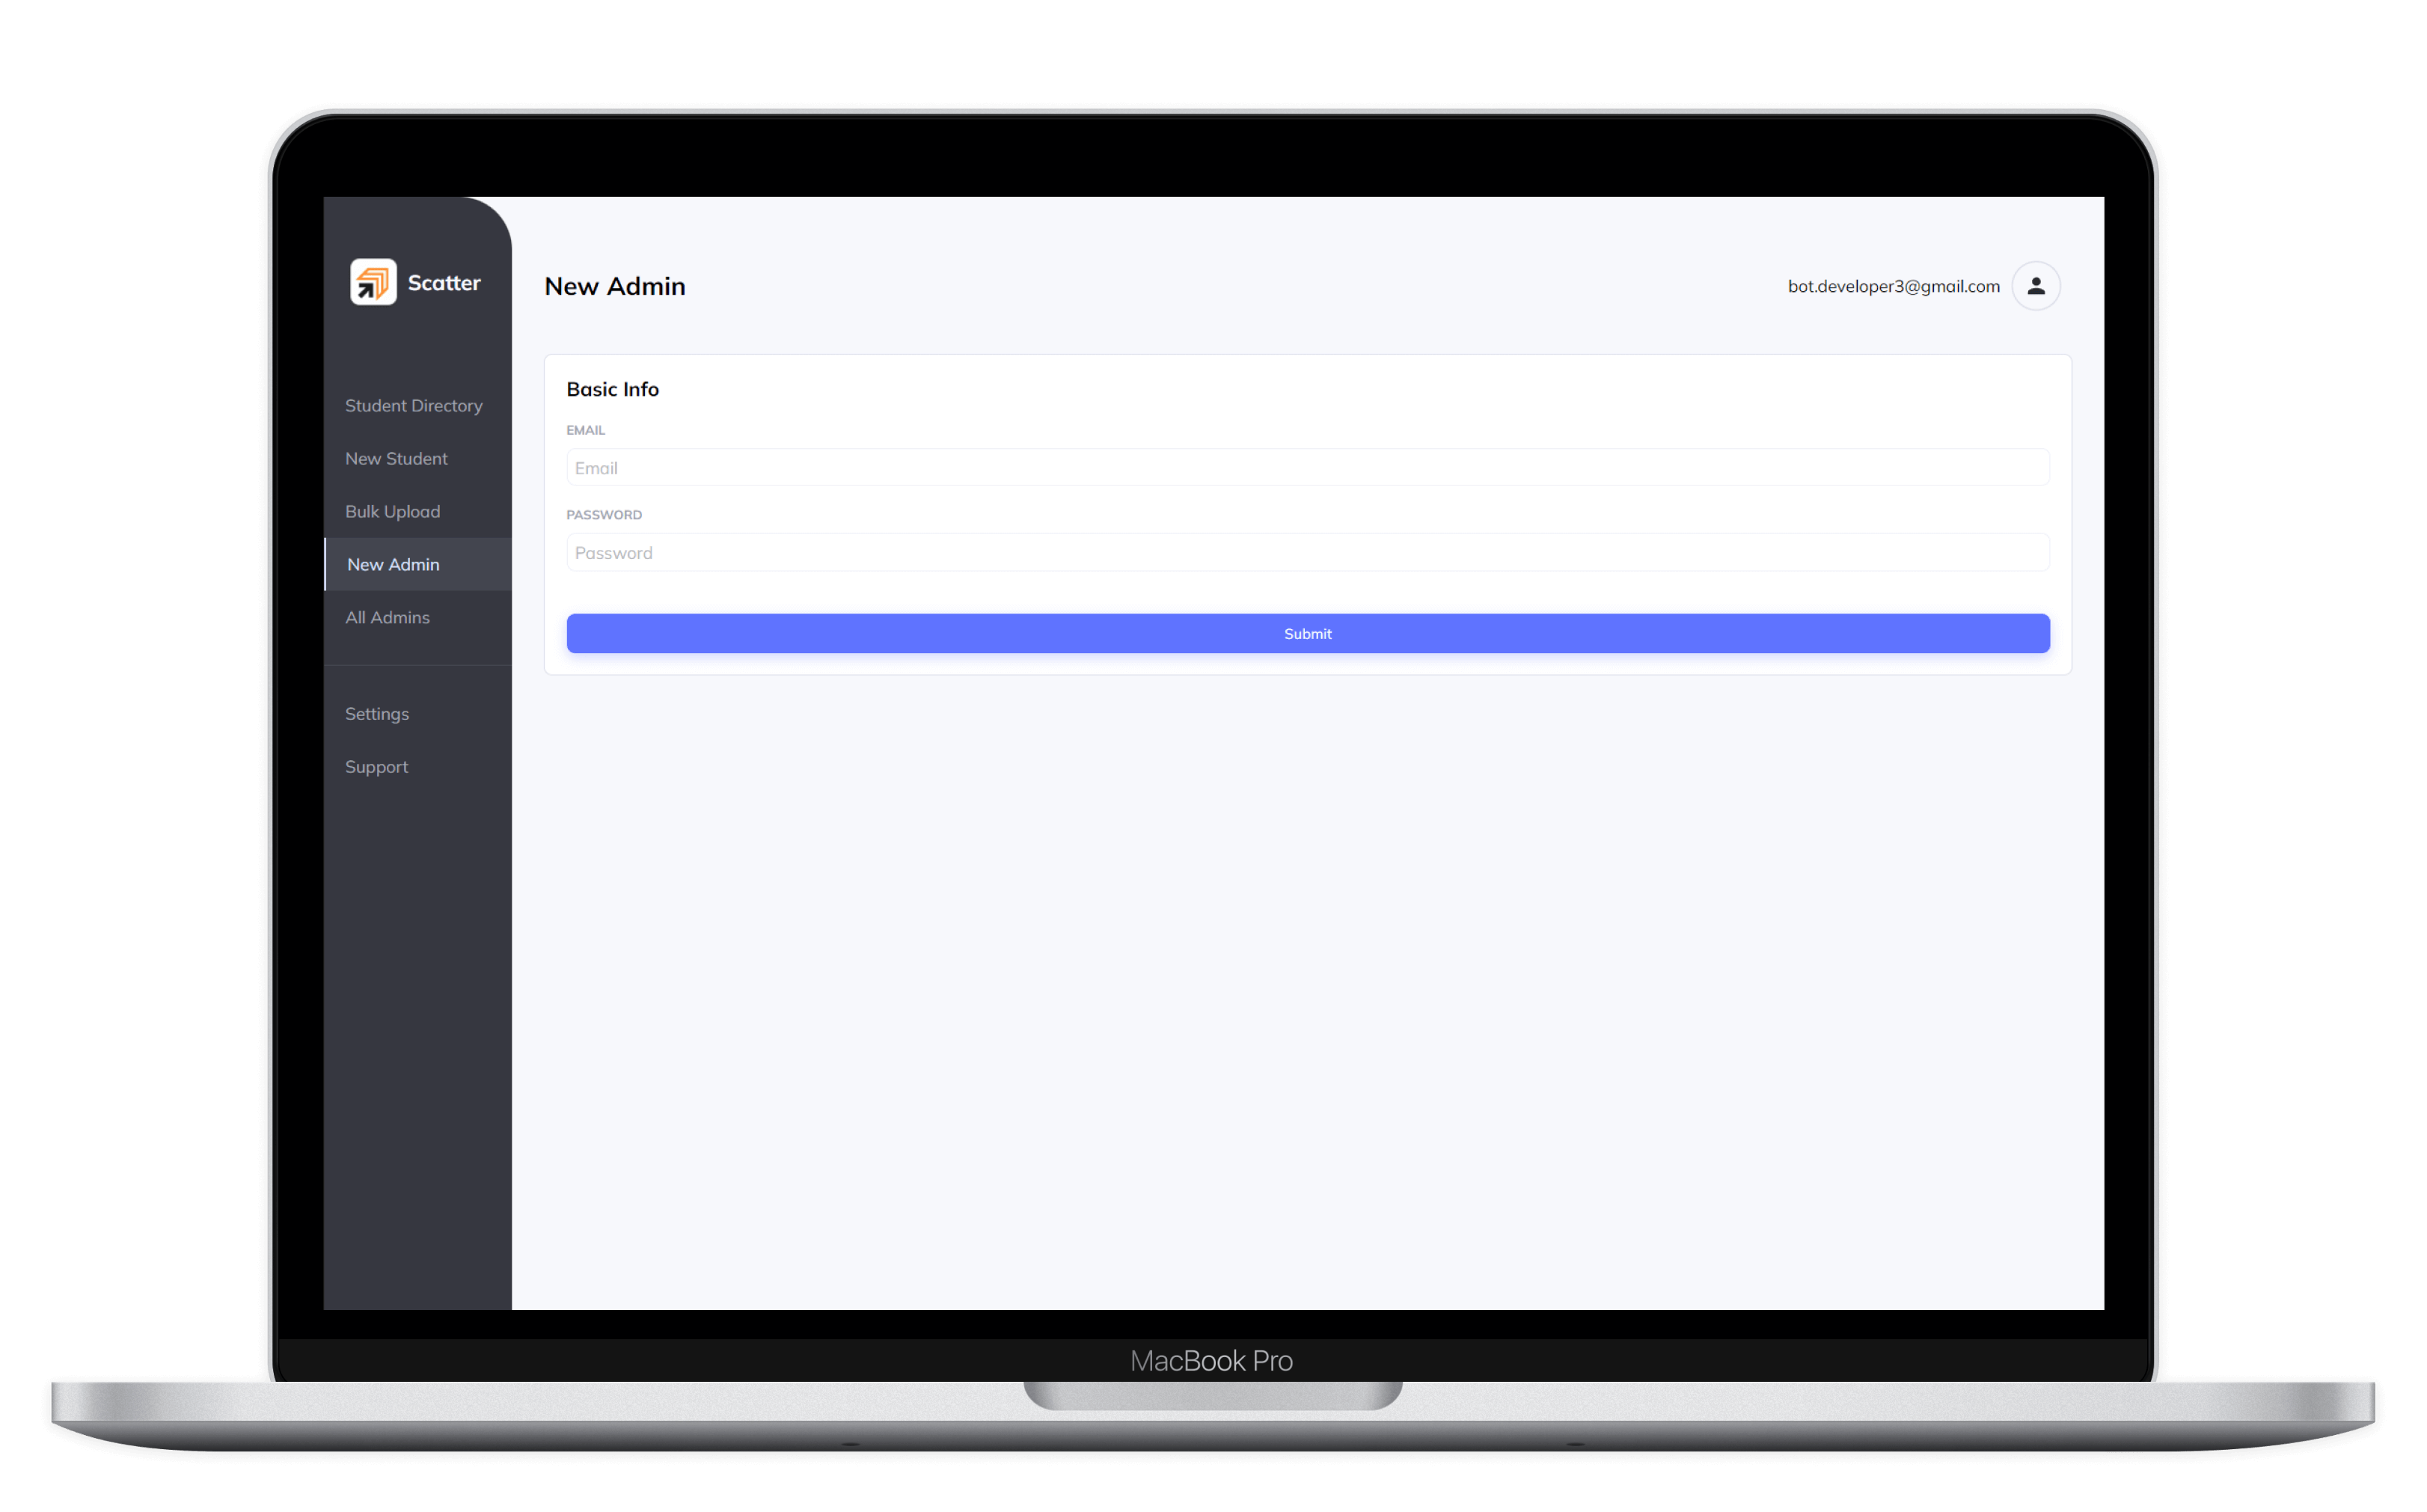 Scatter
Student Directory
New Student
Bulk Upload
New Admin
All Admins
Settings
Support
New Admin
bot.developer3@gmail.com
Basic Info
EMAIL
Email
PASSWORD
Password
Submit
MacBook Pro